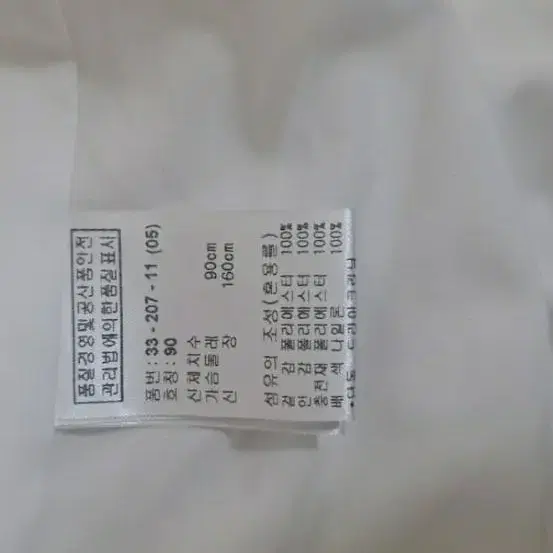 품질경영및공산품안전
관리법에의한품질표시
품번 : 33 - 207 - 11 (05)
호칭 : 90
신체치수
가슴둘레 90cm
신 장 160cm
섬유의 조성(혼용률)
겉 감 폴리에스터 100%
안 감 폴리에스터 100%
충전재 폴리에스터 100%
배 색 나일론 100%